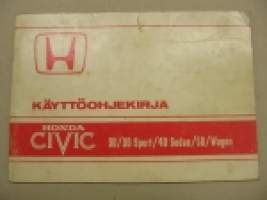 KÄYTTÖOHJEKIRJA
HONDA
CIVIC 3D/3D Sport/4D Sedan/5D/Wagon